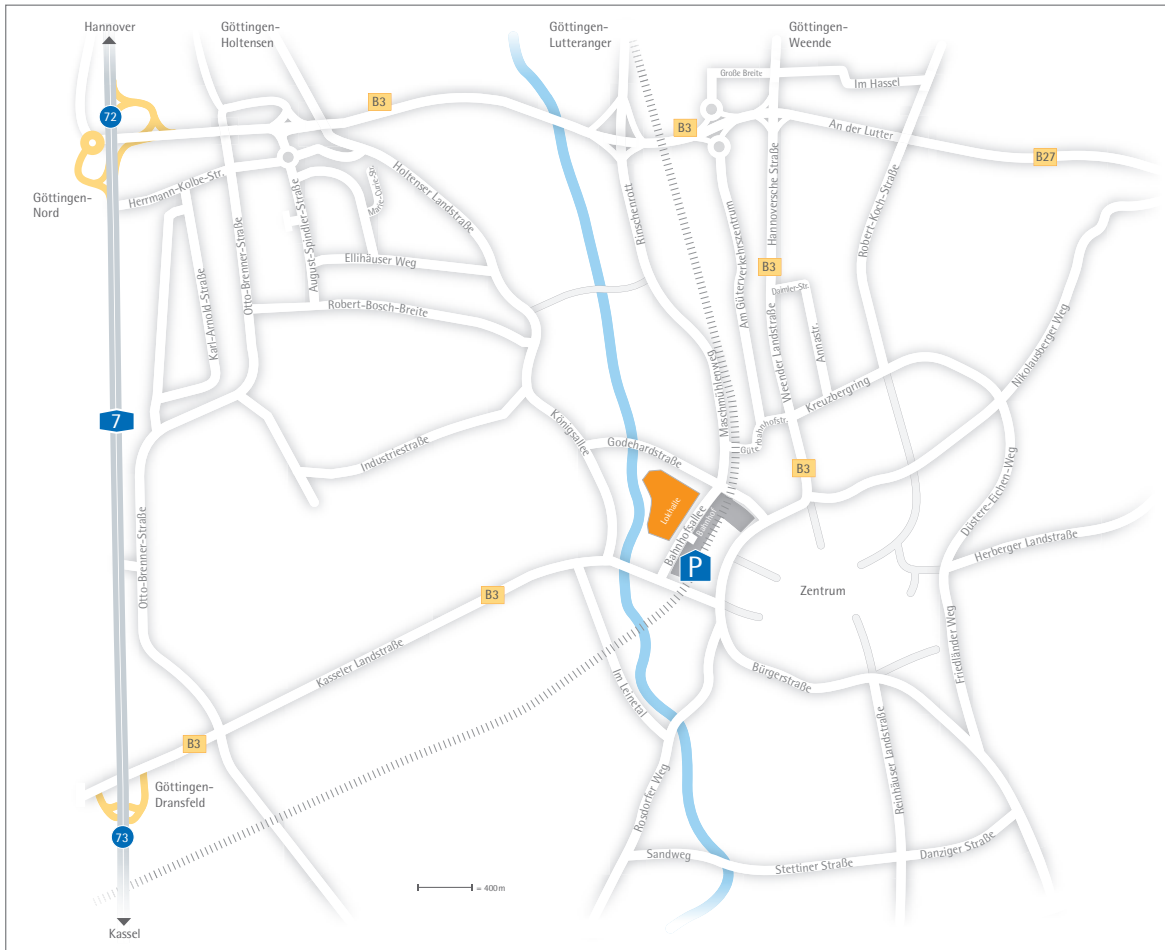 Hannover
Göttingen-
Holtensen
Göttingen-
Lutteranger
Göttingen-
Weende
Große Breite
Im Hassel
72
B3
B3
An der Lutter
B27
Göttingen-
Nord
Herrmann-Kolbe-Str.
Holtenser Landstraße
Rinschenrott
Hannoversche Straße
Robert-Koch-Straße
Am Güterverkehrszentrum
Otto-Brenner-Straße
August-Spindler-Straße
Ellihäuser Weg
B3
Daimler-Str.
Karl-Arnold-Straße
Robert-Bosch-Breite
Weender Landstraße
Annastr.
Nikolausberger Weg
Maschmühlenweg
Kreuzbergring
7
Königsallee
Industriestraße
Godehardstraße
B3
Düstere-Eichen-Weg
Lokhalle
Bahnhofsallee
Bahnhof
P
Herberger Landstraße
Otto-Brenner-Straße
B3
Zentrum
Kasseler Landstraße
Im Leinetal
Bürgerstraße
Friedländer Weg
B3
Göttingen-
Dransfeld
Reinhäuser Landstraße
Rosdorfer Weg
73
Sandweg
Stettiner Straße
Danziger Straße
= 400m
Kassel